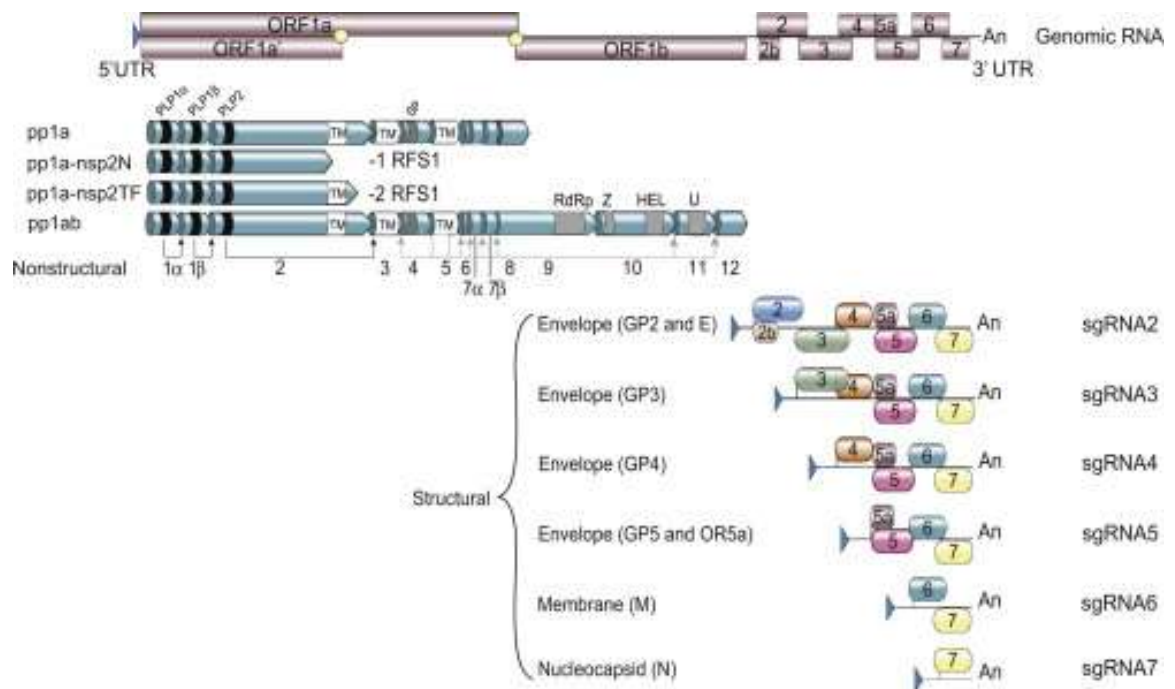 ORF1a 2 4 5a 6 An Genomic RNA
ORF1a' ORF1b 2b 3 5 7
5'UTR 3' UTR
PLP1α PLP1β PLP2 SP
pp1a TM TM TM
pp1a-nsp2N -1 RFS1
pp1a-nsp2TF TM -2 RFS1
RdRp Z HEL U
pp1ab TM TM TM
Nonstructural 1α 1β 2 3 4 5 6 8 9 10 11 12
7α 7β
Envelope (GP2 and E) 2 2b 3 4 5a 5 6 7 An sgRNA2
Envelope (GP3) 3 4 5a 5 6 7 An sgRNA3
Envelope (GP4) 4 5a 5 6 7 An sgRNA4
Structural
Envelope (GP5 and OR5a) 5a 5 6 7 An sgRNA5
Membrane (M) 6 7 An sgRNA6
Nucleocapsid (N) 7 An sgRNA7